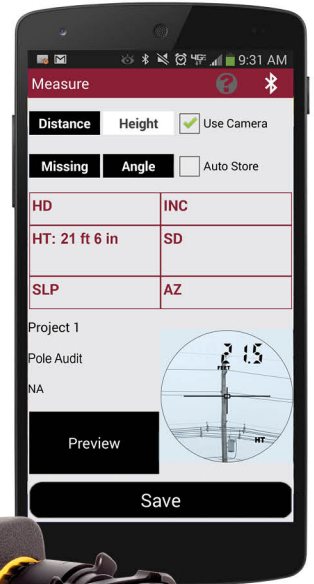 4G 9:31 AM
Measure ?
Distance Height Use Camera
Missing Angle Auto Store
HD INC
HT: 21 ft 6 in SD
SLP AZ
Project 1
Pole Audit
NA
21.5
FEET
HT
Preview
Save